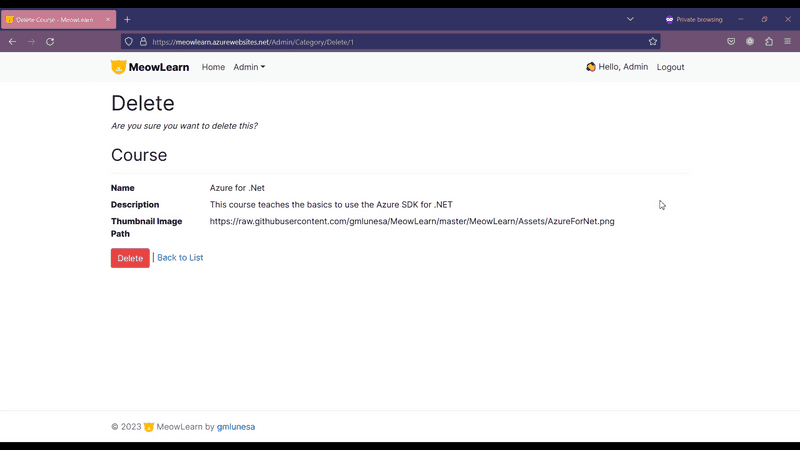 Delete Course - MeowLearn
Private browsing
https://meowlearn.azurewebsites.net/Admin/Category/Delete/1
MeowLearn Home Admin Hello, Admin Logout
Delete
Are you sure you want to delete this?
Course
Name Azure for .Net
Description This course teaches the basics to use the Azure SDK for .NET
Thumbnail Image https://raw.githubusercontent.com/gmlunesa/MeowLearn/master/MeowLearn/Assets/AzureForNet.png
Path
Delete | Back to List
© 2023 MeowLearn by gmlunesa